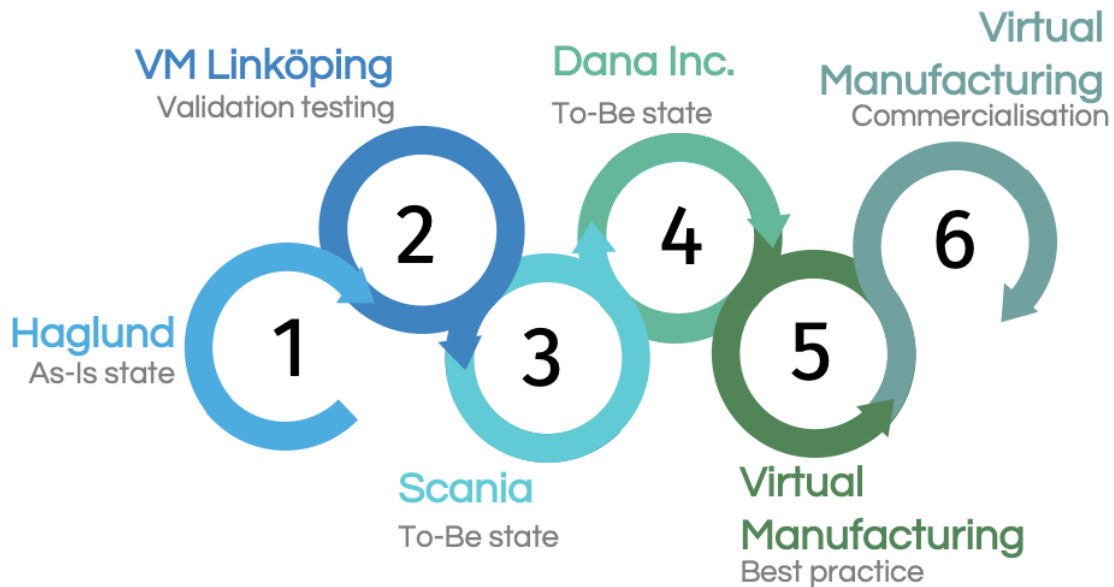 Haglund
As-Is state
1
VM Linköping
Validation testing
2
3
Scania
To-Be state
Dana Inc.
To-Be state
4
5
Virtual
Manufacturing
Best practice
Virtual
Manufacturing
Commercialisation
6